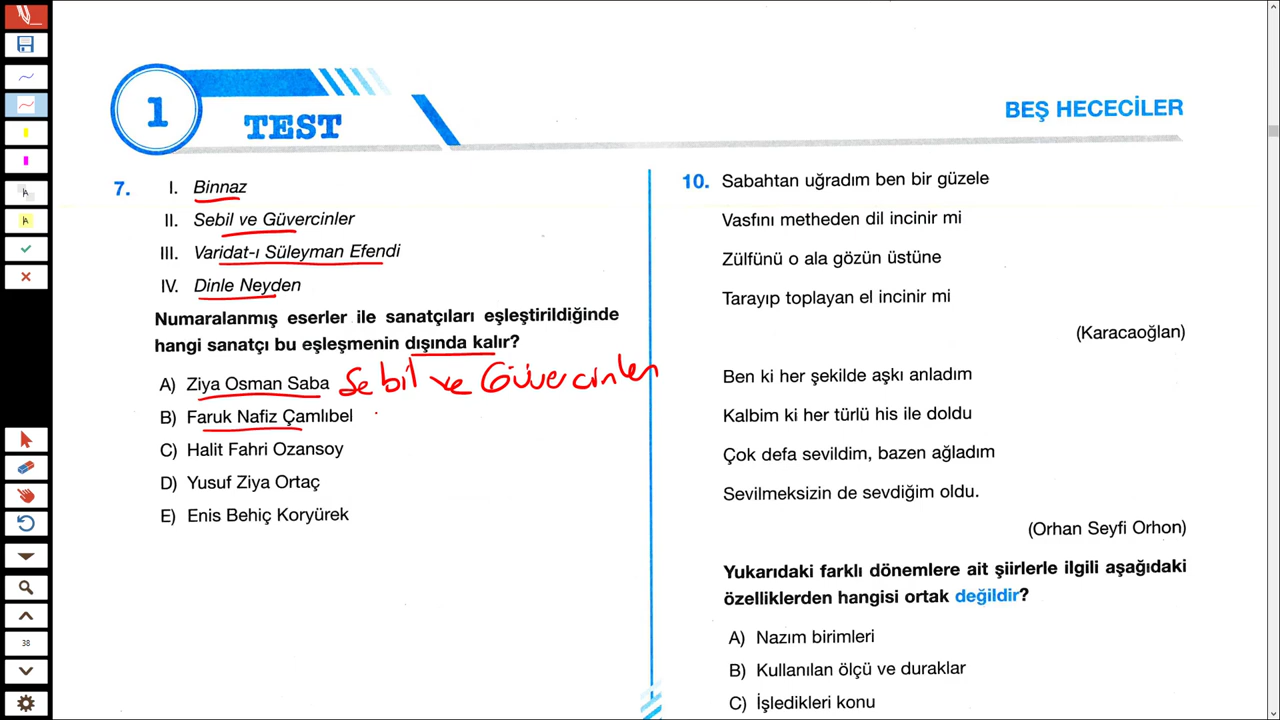 1
TEST
BEŞ HECECİLER
7. I. Binnaz
II. Sebil ve Güvercinler
III. Varidat-ı Süleyman Efendi
IV. Dinle Neyden
Numaralanmış eserler ile sanatçıları eşleştirildiğinde
hangi sanatçı bu eşleşmenin dışında kalır?
A) Ziya Osman Saba Sebil ve Güvercinler
B) Faruk Nafiz Çamlıbel
C) Halit Fahri Ozansoy
D) Yusuf Ziya Ortaç
E) Enis Behiç Koryürek
10. Sabahtan uğradım ben bir güzele
Vasfını metheden dil incinir mi
Zülfünü o ala gözün üstüne
Tarayıp toplayan el incinir mi
(Karacaoğlan)
Ben ki her şekilde aşkı anladım
Kalbim ki her türlü his ile doldu
Çok defa sevildim, bazen ağladım
Sevilmeksizin de sevdiğim oldu.
(Orhan Seyfi Orhon)
Yukarıdaki farklı dönemlere ait şiirlerle ilgili aşağıdaki
özelliklerden hangisi ortak değildir?
A) Nazım birimleri
B) Kullanılan ölçü ve duraklar
C) İşledikleri konu
A
A
38